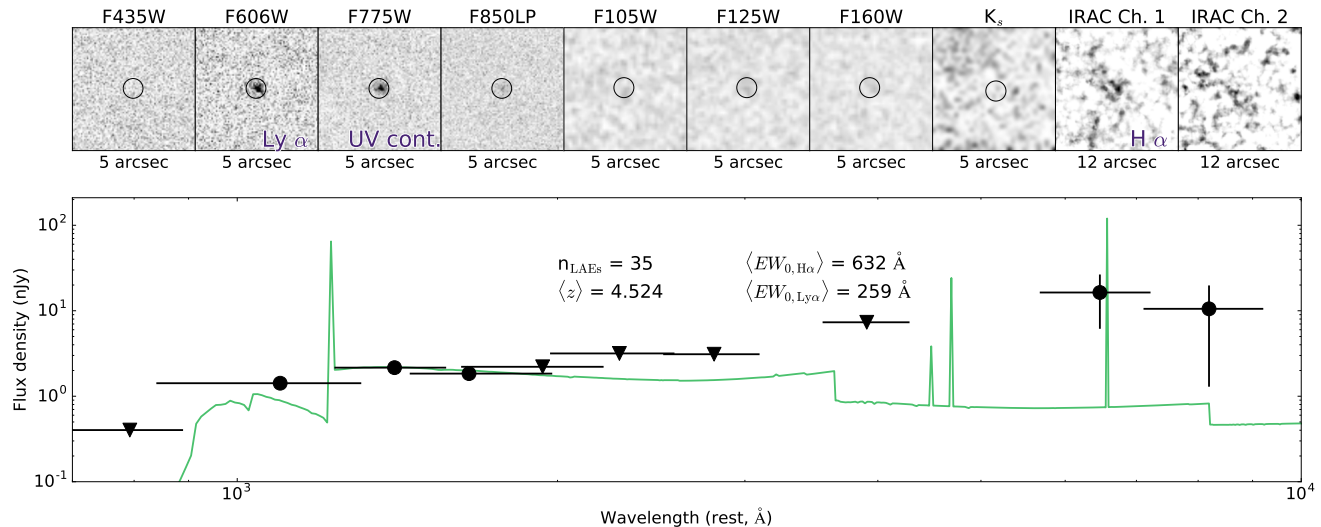 F435W F606W F775W F850LP F105W F125W F160W Kₛ IRAC Ch. 1 IRAC Ch. 2
Ly α UV cont. H α
5 arcsec 5 arcsec 5 arcsec 5 arcsec 5 arcsec 5 arcsec 5 arcsec 5 arcsec 12 arcsec 12 arcsec
Flux density (nJy)
10²
10¹
10⁰
10⁻¹
n_LAEs = 35 ⟨EW₀,Hα⟩ = 632 Å
⟨z⟩ = 4.524 ⟨EW₀,Lyα⟩ = 259 Å
10³ 10⁴
Wavelength (rest, Å)